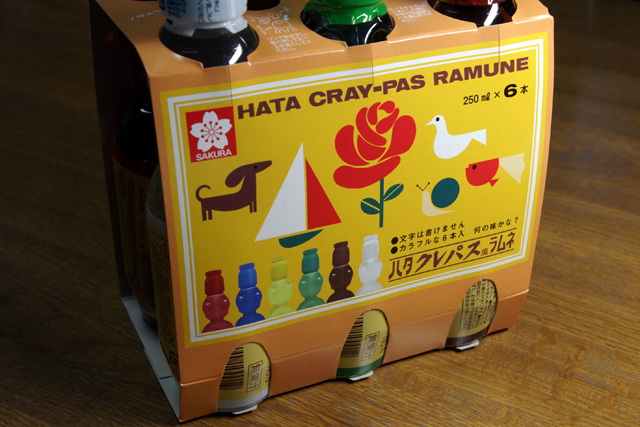 HATA CRAY-PAS RAMUNE
250㎖ × 6本
SAKURA
●文字は書けません
●カラフルな6本入 何の味かな？
ハタクレパス風ラムネ